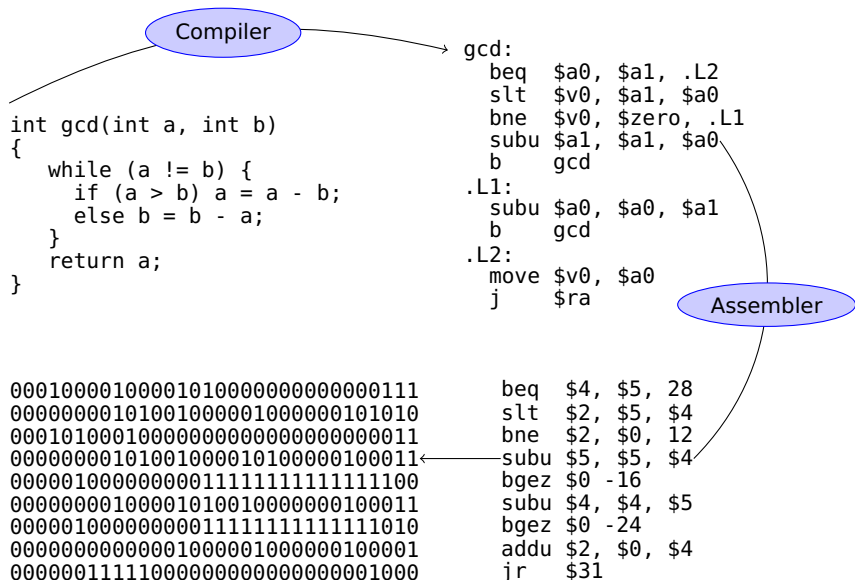 Compiler
int gcd(int a, int b)
{
   while (a != b) {
     if (a > b) a = a - b;
     else b = b - a;
   }
   return a;
}
gcd:
  beq  $a0, $a1, .L2
  slt  $v0, $a1, $a0
  bne  $v0, $zero, .L1
  subu $a1, $a1, $a0
  b    gcd
.L1:
  subu $a0, $a0, $a1
  b    gcd
.L2:
  move $v0, $a0
  j    $ra
Assembler
beq  $4, $5, 28
slt  $2, $5, $4
bne  $2, $0, 12
subu $5, $5, $4
bgez $0 -16
subu $4, $4, $5
bgez $0 -24
addu $2, $0, $4
jr   $31
00010000100001010000000000000111
00000000101001000001000000101010
00010100010000000000000000000011
00000000101001000010100000100011
00000100000000011111111111111100
00000000100001010010000000100011
00000100000000011111111111111010
00000000000001000001000000100001
00000011111000000000000000001000